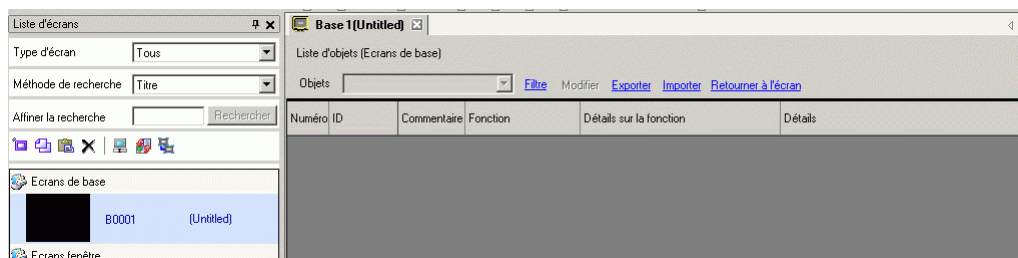 Liste d'écrans
Type d'écran Tous
Méthode de recherche Titre
Affiner la recherche Rechercher
Ecrans de base
B0001 (Untitled)
Ecrans fenêtre
Base 1(Untitled)
Liste d'objets (Ecrans de base)
Objets Filtre Modifier Exporter Importer Retourner à l'écran
Numéro ID Commentaire Fonction Détails sur la fonction Détails